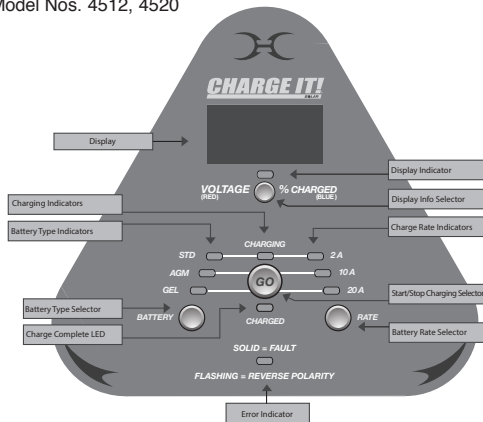 Model Nos. 4512, 4520
CHARGE IT!
Display
Display Indicator
VOLTAGE % CHARGED
(RED) (BLUE)
Display Info Selector
Charging Indicators
Charge Rate Indicators
Battery Type Indicators
CHARGING
STD 2 A
AGM 10 A
GO
GEL 20 A
Start/Stop Charging Selector
Battery Type Selector
BATTERY RATE
CHARGED
Charge Complete LED
Battery Rate Selector
SOLID = FAULT
FLASHING = REVERSE POLARITY
Error Indicator